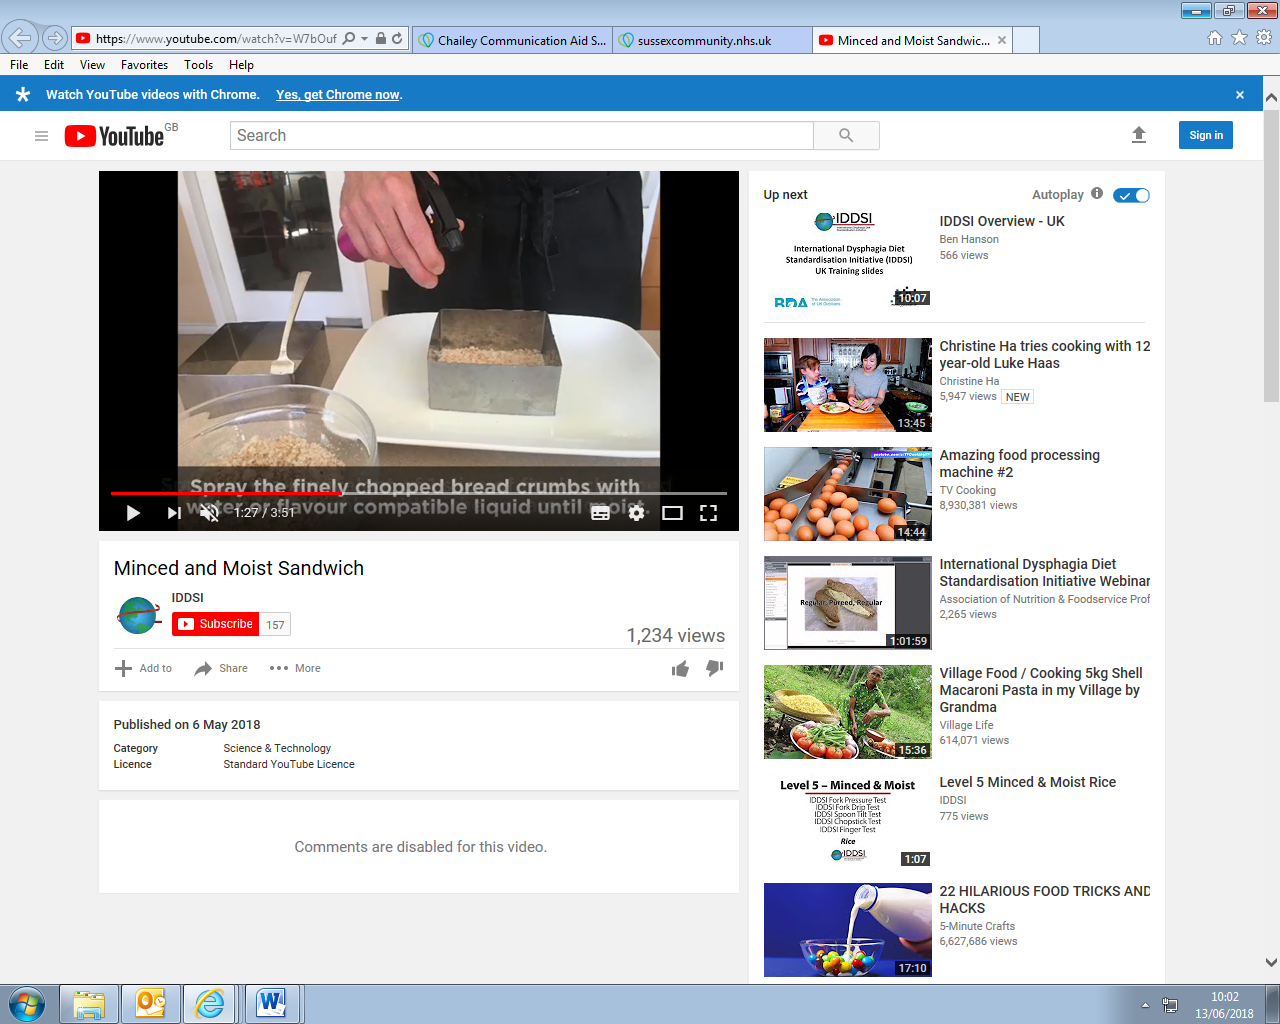 https://www.youtube.com/watch?v=W7bOuf
Chailey Communication Aid S...
sussexcommunity.nhs.uk
Minced and Moist Sandwic...
File Edit View Favorites Tools Help
Watch YouTube videos with Chrome. Yes, get Chrome now.
YouTube GB
Search
Sign in
Spray the finely chopped bread crumbs with
flavour compatible liquid until moist.
1:27 / 3:51
Minced and Moist Sandwich
IDDSI
Subscribe 157
1,234 views
Add to Share More
Published on 6 May 2018
Category Science & Technology
Licence Standard YouTube Licence
Comments are disabled for this video.
Up next Autoplay
IDDSI
International Dysphagia Diet
Standardisation Initiative (IDDSI)
UK Training slides
BDA The Association
of UK Dietitians
10:07
IDDSI Overview - UK
Ben Hanson
566 views
13:45
Christine Ha tries cooking with 12
year-old Luke Haas
Christine Ha
5,947 views NEW
14:44
Amazing food processing
machine #2
TV Cooking
8,930,381 views
Regular, Pureed, Regular
1:01:59
International Dysphagia Diet
Standardisation Initiative Webinar
Association of Nutrition & Foodservice Prof
2,265 views
15:36
Village Food / Cooking 5kg Shell
Macaroni Pasta in my Village by
Grandma
Village Life
614,071 views
Level 5 – Minced & Moist
IDDSI Fork Pressure Test
IDDSI Fork Drip Test
IDDSI Spoon Tilt Test
IDDSI Chopstick Test
IDDSI Finger Test
Rice
IDDSI
1:07
Level 5 Minced & Moist Rice
IDDSI
775 views
17:10
22 HILARIOUS FOOD TRICKS AND
HACKS
5-Minute Crafts
6,627,686 views
10:02
13/06/2018